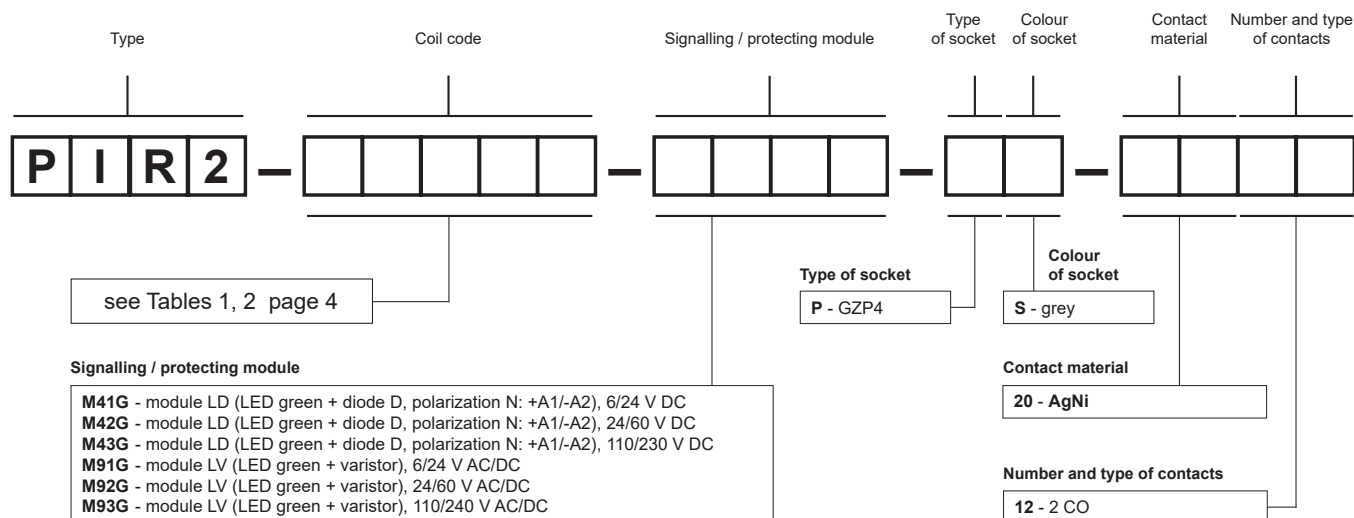 Type
Coil code
Signalling / protecting module
Type
of socket
Colour
of socket
Contact
material
Number and type
of contacts
P I R 2 – – – –
see Tables 1, 2 page 4
Type of socket
P - GZP4
Colour
of socket
S - grey
Signalling / protecting module
M41G - module LD (LED green + diode D, polarization N: +A1/-A2), 6/24 V DC
M42G - module LD (LED green + diode D, polarization N: +A1/-A2), 24/60 V DC
M43G - module LD (LED green + diode D, polarization N: +A1/-A2), 110/230 V DC
M91G - module LV (LED green + varistor), 6/24 V AC/DC
M92G - module LV (LED green + varistor), 24/60 V AC/DC
M93G - module LV (LED green + varistor), 110/240 V AC/DC
Contact material
20 - AgNi
Number and type of contacts
12 - 2 CO